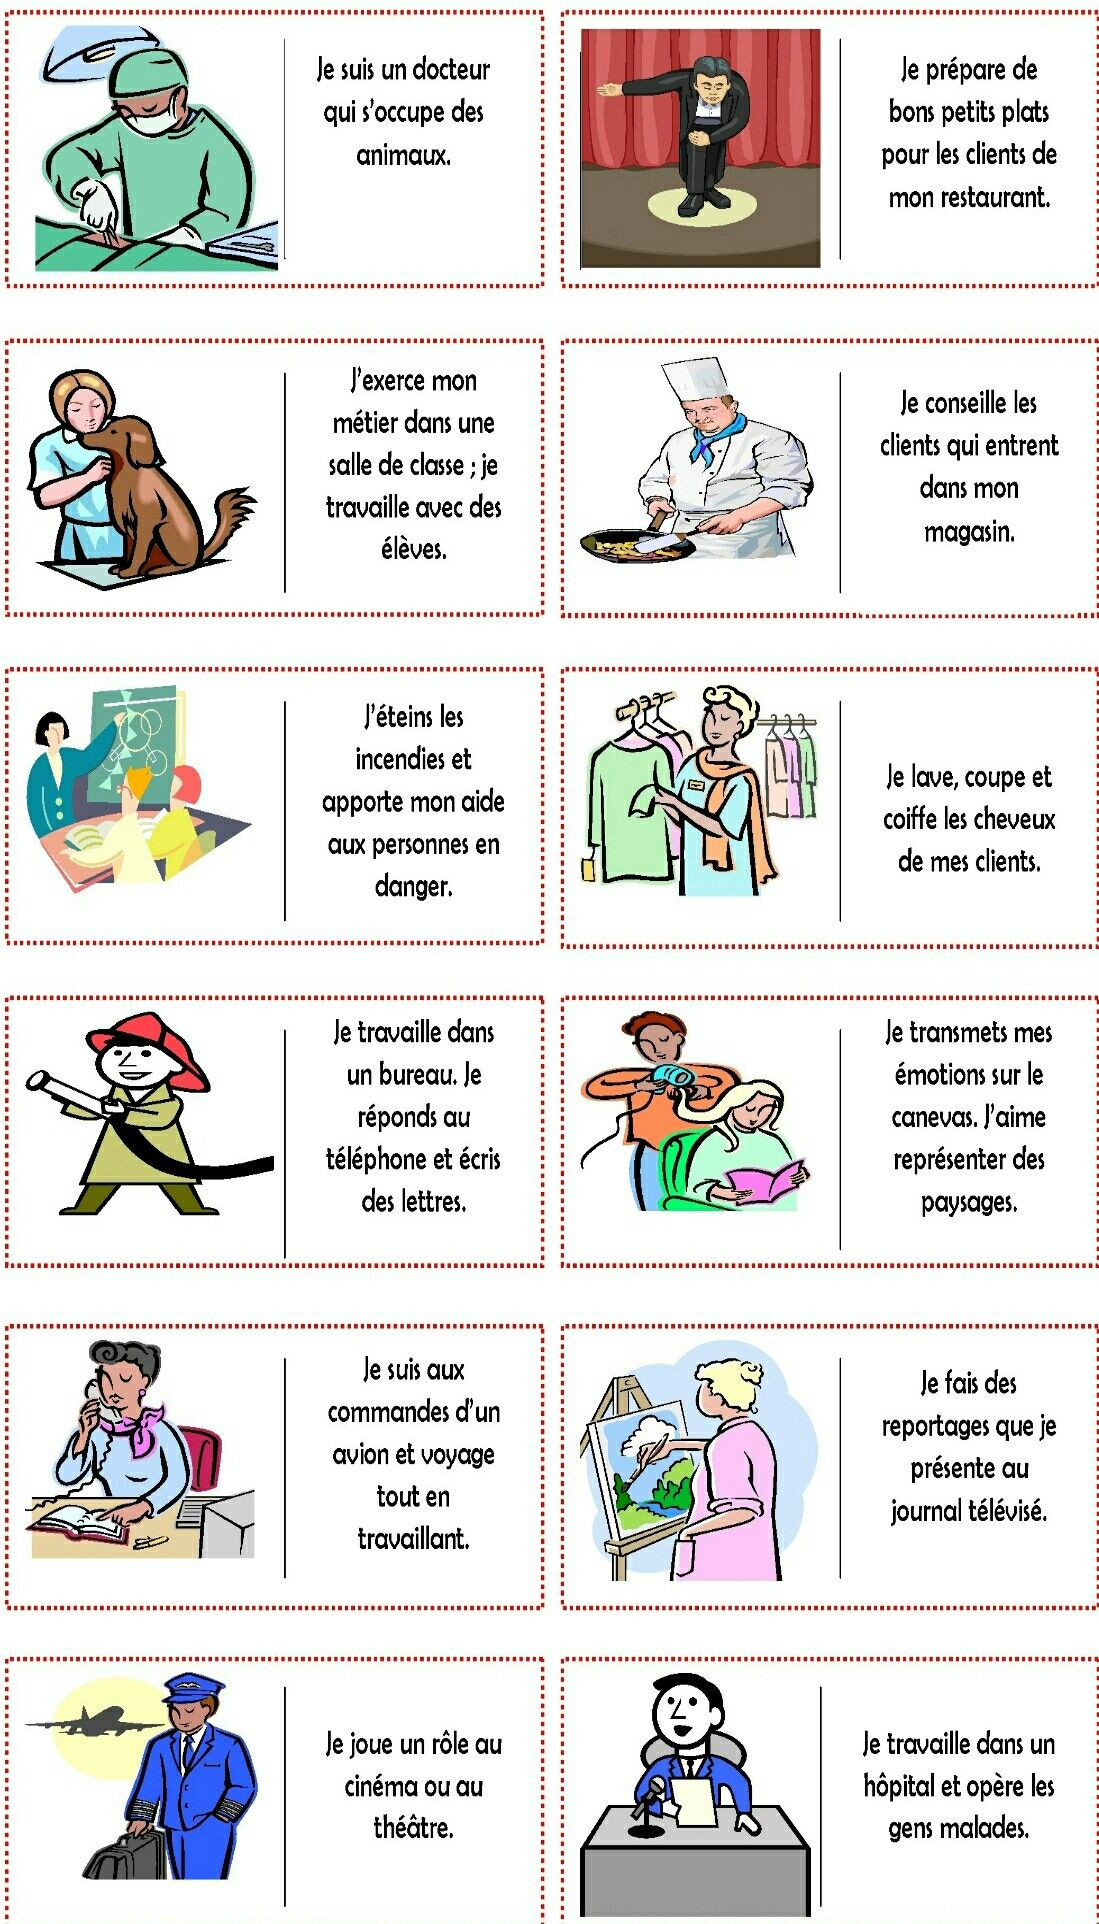 Je suis un docteur
qui s'occupe des
animaux.
Je prépare de
bons petits plats
pour les clients de
mon restaurant.
J'exerce mon
métier dans une
salle de classe ; je
travaille avec des
élèves.
Je conseille les
clients qui entrent
dans mon
magasin.
J'éteins les
incendies et
apporte mon aide
aux personnes en
danger.
Je lave, coupe et
coiffe les cheveux
de mes clients.
Je travaille dans
un bureau. Je
réponds au
téléphone et écris
des lettres.
Je transmets mes
émotions sur le
canevas. J'aime
représenter des
paysages.
Je suis aux
commandes d'un
avion et voyage
tout en
travaillant.
Je fais des
reportages que je
présente au
journal télévisé.
Je joue un rôle au
cinéma ou au
théâtre.
Je travaille dans un
hôpital et opère les
gens malades.